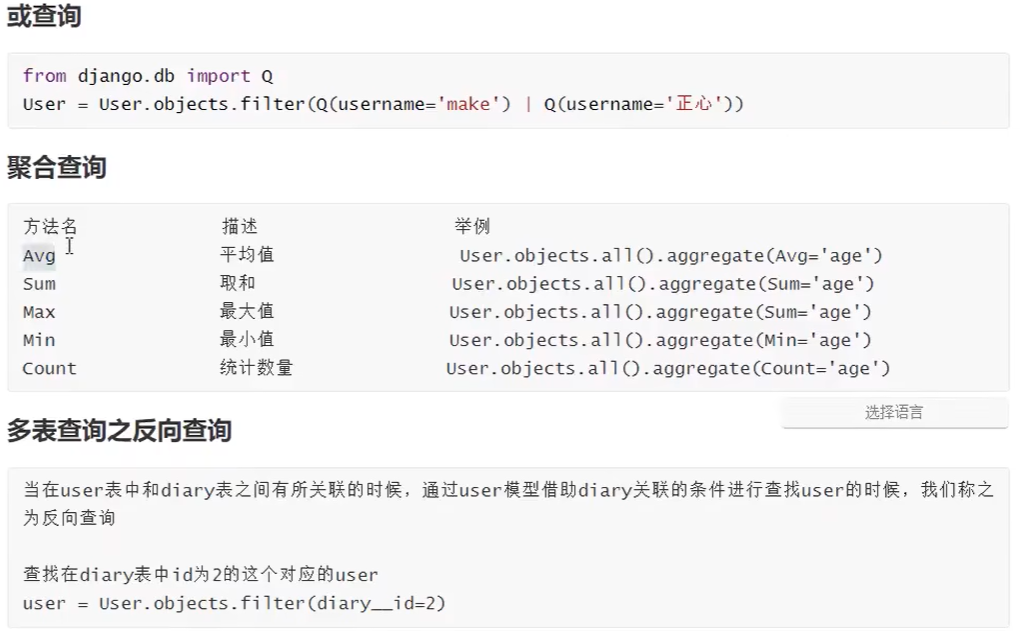 或查询
from django.db import Q
User = User.objects.filter(Q(username='make') | Q(username='正心'))
聚合查询
方法名 描述 举例
Avg 平均值 User.objects.all().aggregate(Avg='age')
Sum 取和 User.objects.all().aggregate(Sum='age')
Max 最大值 User.objects.all().aggregate(Sum='age')
Min 最小值 User.objects.all().aggregate(Min='age')
Count 统计数量 User.objects.all().aggregate(Count='age')
选择语言
多表查询之反向查询
当在user表中和diary表之间有所关联的时候，通过user模型借助diary关联的条件进行查找user的时候，我们称之
为反向查询
查找在diary表中id为2的这个对应的user
user = User.objects.filter(diary__id=2)